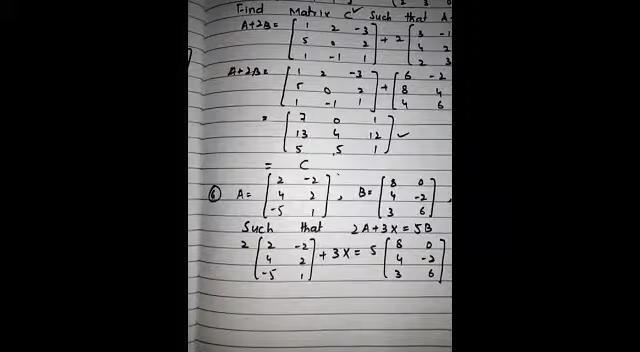 Find Matrix C Such that A
A+2B = [ 1 2 -3 ; 5 0 2 ; 1 -1 1 ] + 2 [ 3 -1 ; 4 2 ; 2 3
A+2B = [ 1 2 -3 ; 5 0 2 ; 1 -1 1 ] + [ 6 -2 ; 8 4 ; 4 6
= [ 7 0 1 ; 13 4 12 ; 5 5 1 ] ✓
= C
⑥ A = [ 2 -2 ; 4 2 ; -5 1 ] , B = [ 8 0 ; 4 -2 ; 3 6 ] ,
Such that 2A+3X = 5B
2 [ 2 -2 ; 4 2 ; -5 1 ] + 3X = 5 [ 8 0 ; 4 -2 ; 3 6 ]